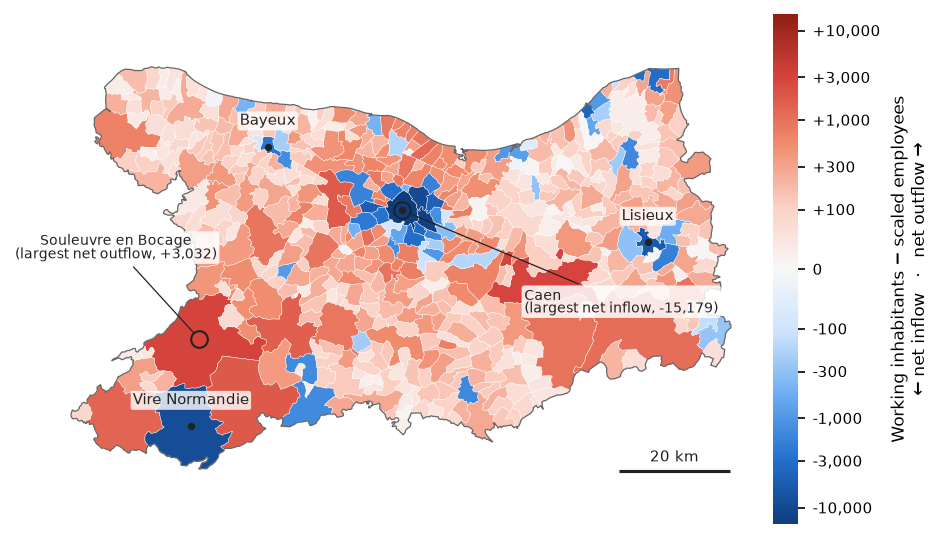 Bayeux
Lisieux
Souleuvre en Bocage
(largest net outflow, +3,032)
Caen
(largest net inflow, -15,179)
Vire Normandie
20 km
+10,000
+3,000
+1,000
+300
+100
0
-100
-300
-1,000
-3,000
-10,000
Working inhabitants − scaled employees
← net inflow · net outflow →